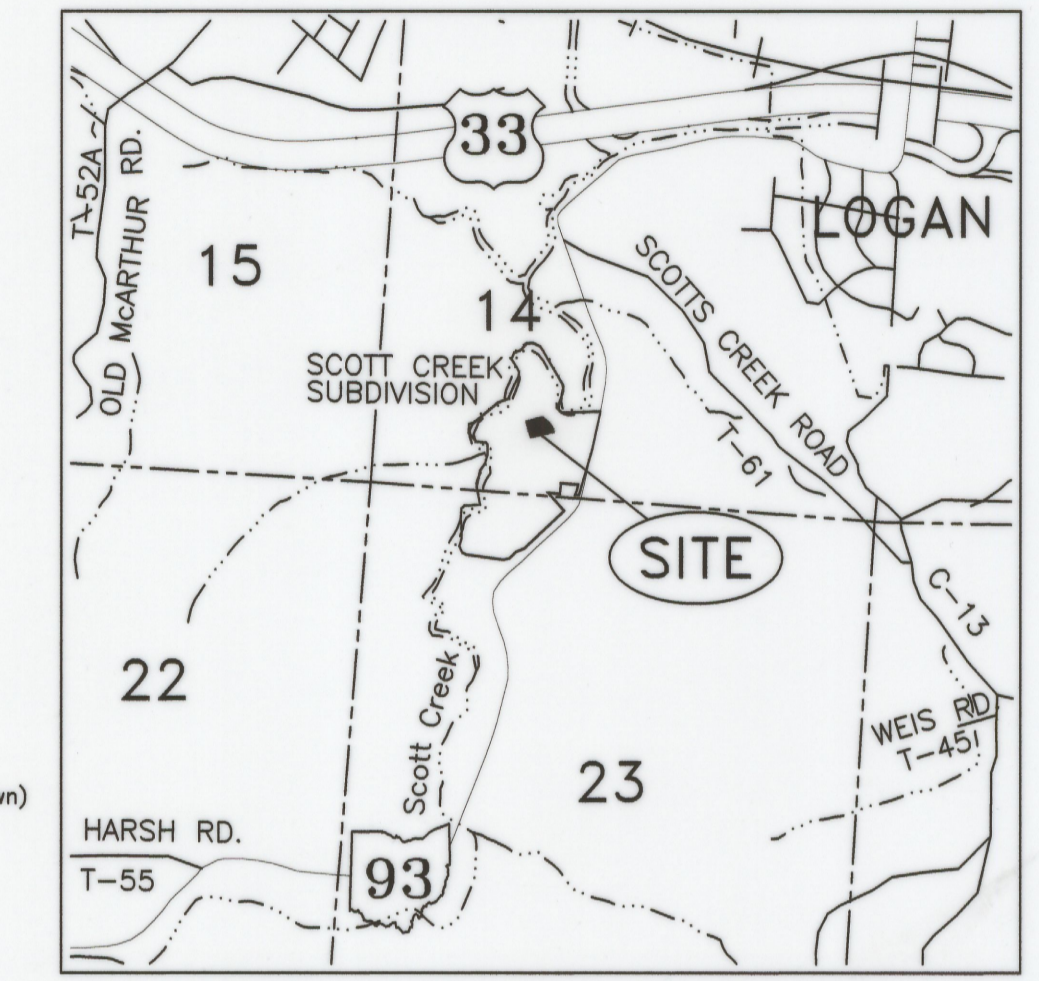 33
T-52A
OLD McARTHUR RD.
15
LOGAN
14
SCOTTS CREEK ROAD
SCOTT CREEK
SUBDIVISION
T-61
SITE
C-13
22
Scott Creek
WEIS RD
T-451
23
wn)
HARSH RD.
T-55
93